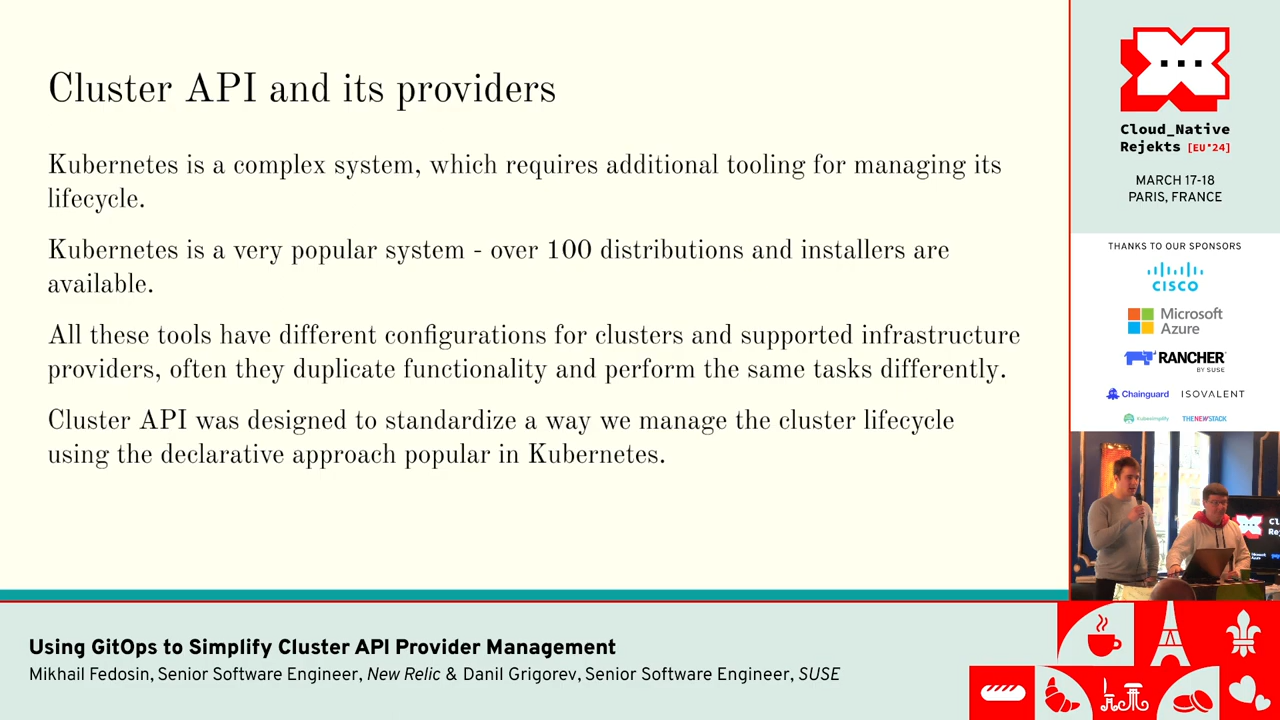 Cluster API and its providers
Kubernetes is a complex system, which requires additional tooling for managing its
lifecycle.
Kubernetes is a very popular system - over 100 distributions and installers are
available.
All these tools have different configurations for clusters and supported infrastructure
providers, often they duplicate functionality and perform the same tasks differently.
Cluster API was designed to standardize a way we manage the cluster lifecycle
using the declarative approach popular in Kubernetes.
Cloud_Native
Rejekts [EU*24]
MARCH 17-18
PARIS, FRANCE
THANKS TO OUR SPONSORS
CISCO
Microsoft
Azure
RANCHER
BY SUSE
Chainguard ISOVALENT
Kubesimplify THENEWSTACK
Using GitOps to Simplify Cluster API Provider Management
Mikhail Fedosin, Senior Software Engineer, New Relic & Danil Grigorev, Senior Software Engineer, SUSE